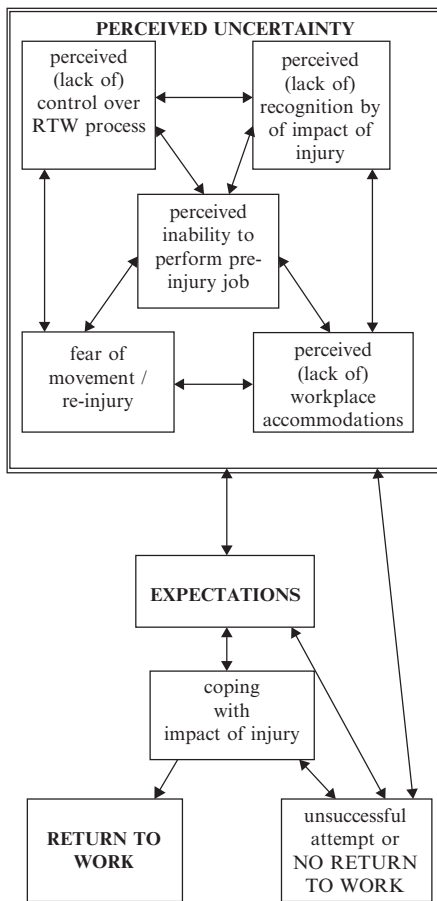 PERCEIVED UNCERTAINTY
perceived
(lack of)
control over
RTW process
perceived
(lack of)
recognition by
of impact of
injury
perceived
inability to
perform pre-
injury job
fear of
movement /
re-injury
perceived
(lack of)
workplace
accommodations
EXPECTATIONS
coping
with
impact of injury
RETURN TO
WORK
unsuccessful
attempt or
NO RETURN
TO WORK